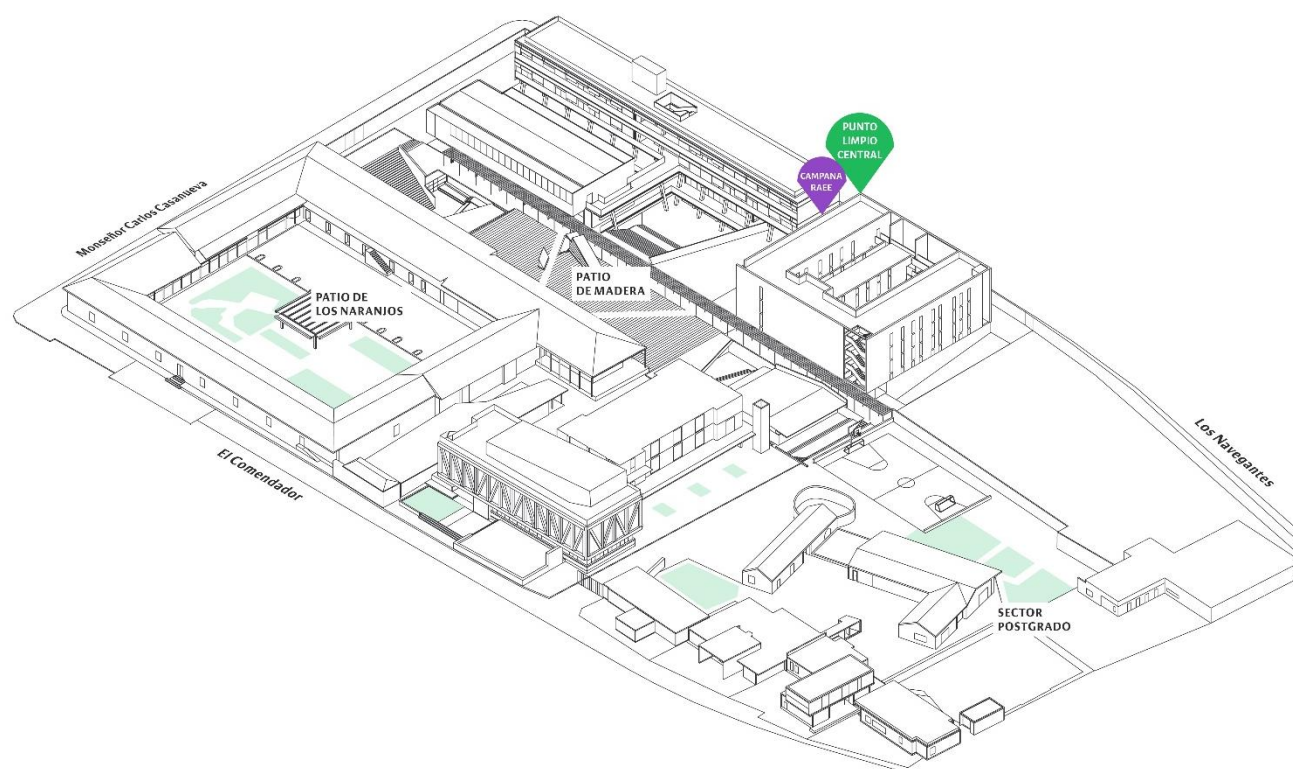 PUNTO
LIMPIO
CENTRAL
CAMPANA
RAEE
Monseñor Carlos Casanueva
PATIO
DE MADERA
PATIO DE
LOS NARANJOS
Los Navegantes
El Comendador
SECTOR
POSTGRADO